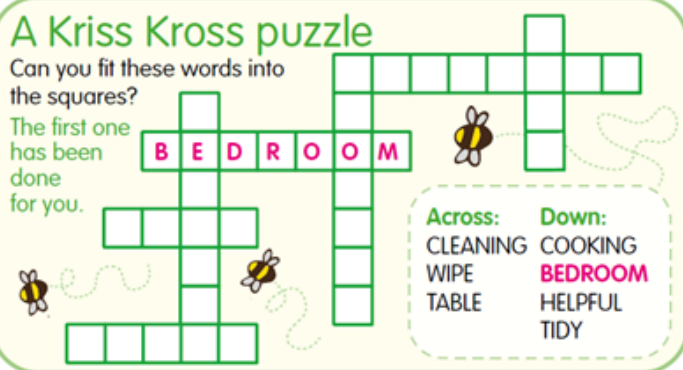 A Kriss Kross puzzle
Can you fit these words into
the squares?
The first one
has been
done
for you.
B E D R O O M
Across:
CLEANING
WIPE
TABLE
Down:
COOKING
BEDROOM
HELPFUL
TIDY